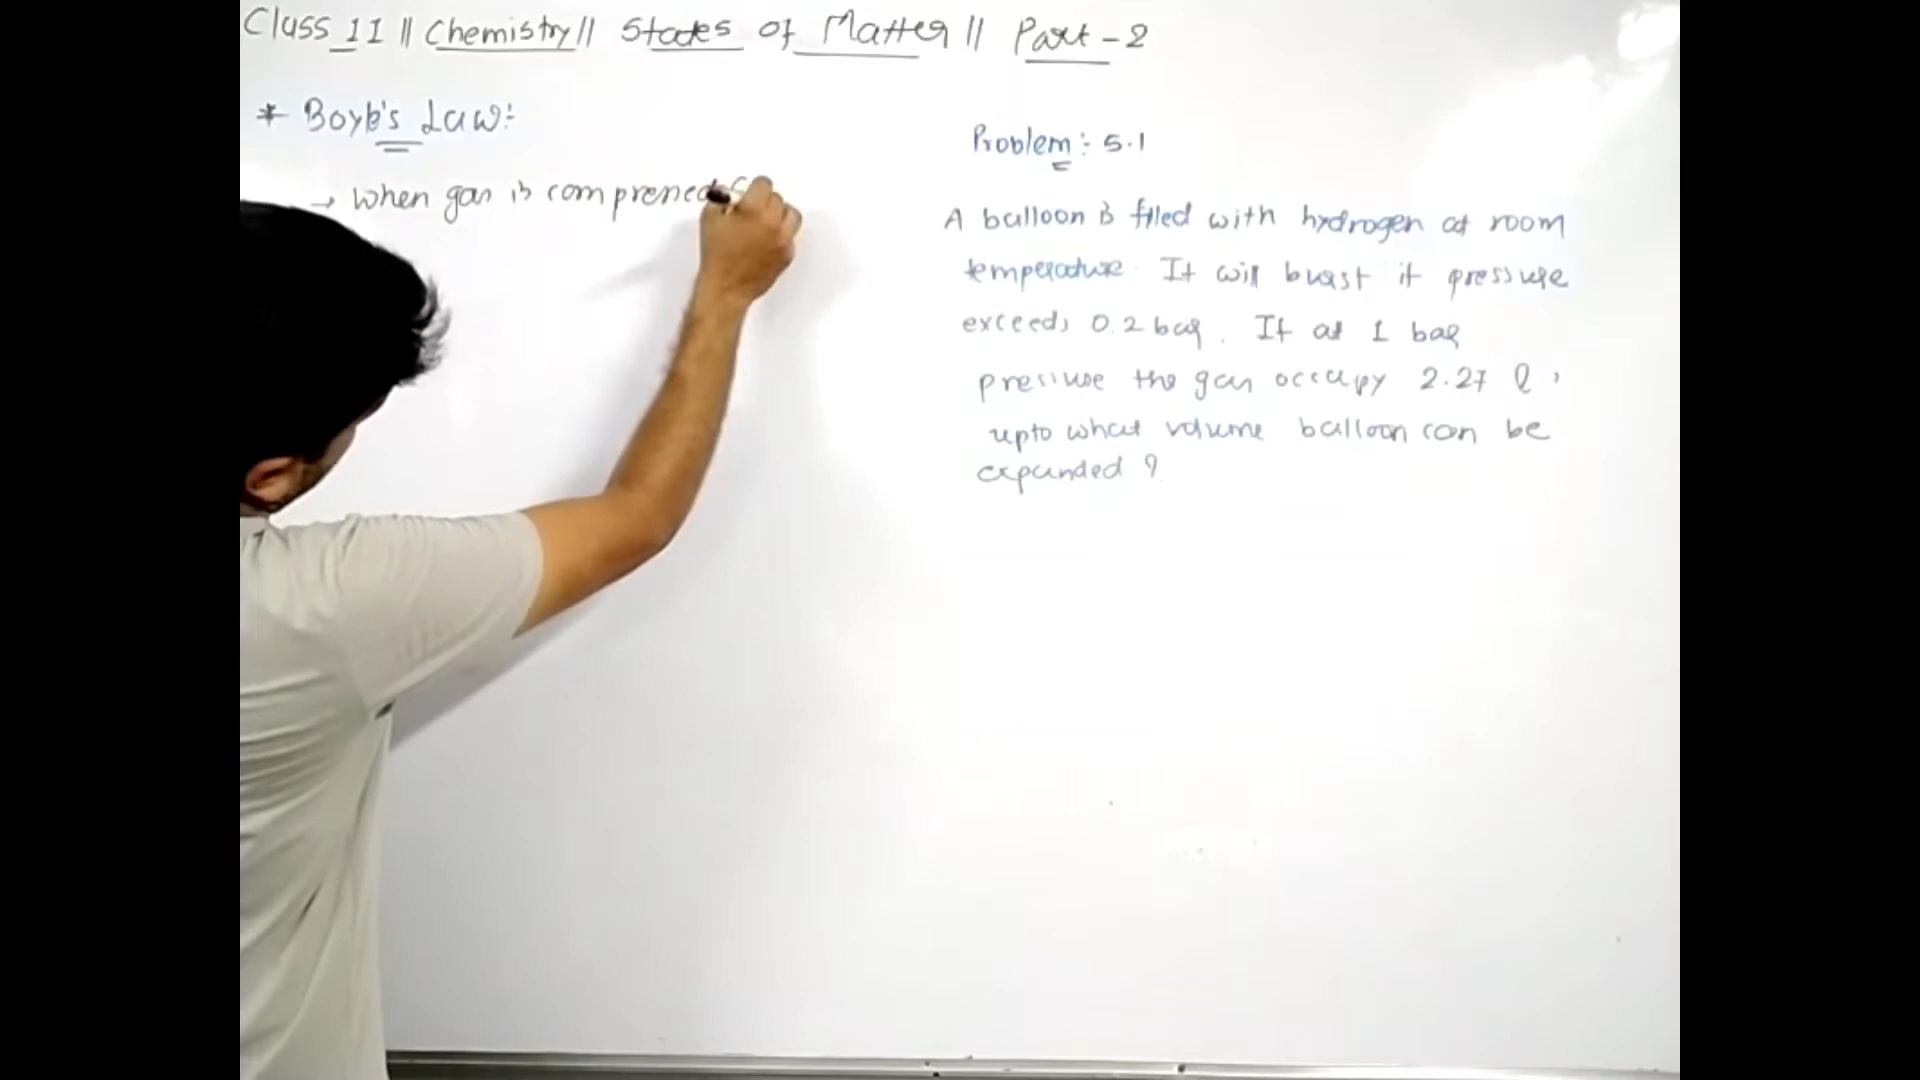 Class 11 || Chemistry || States of Matter || Part - 2
* Boyle's Law:
→ When gas is compressed
Problem : 5.1
A balloon is filled with hydrogen at room
temperature. It will burst if pressure
exceeds 0.2 bar. If at 1 bar
pressure the gas occupy 2.27 l,
upto what volume balloon can be
expanded ?